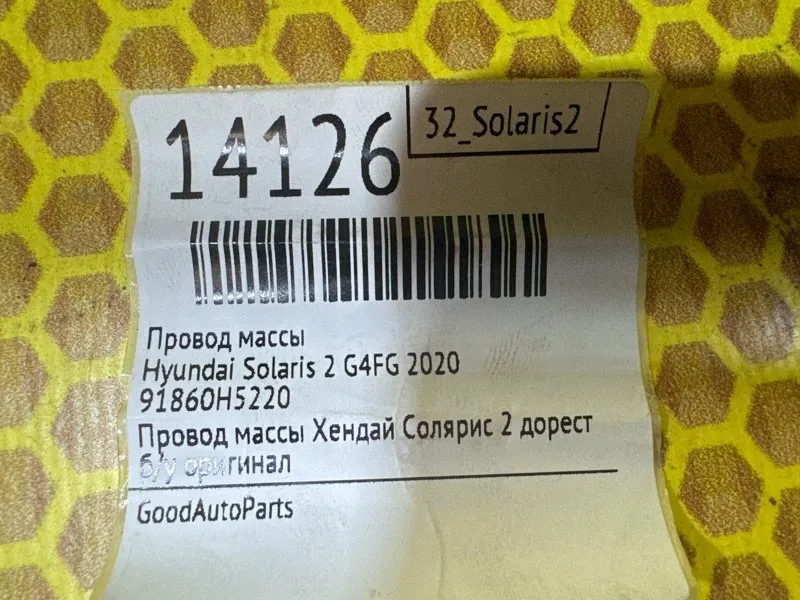 14126
32_Solaris2
Провод массы
Hyundai Solaris 2 G4FG 2020
91860H5220
Провод массы Хендай Солярис 2 дорест
б/у оригинал
GoodAutoParts